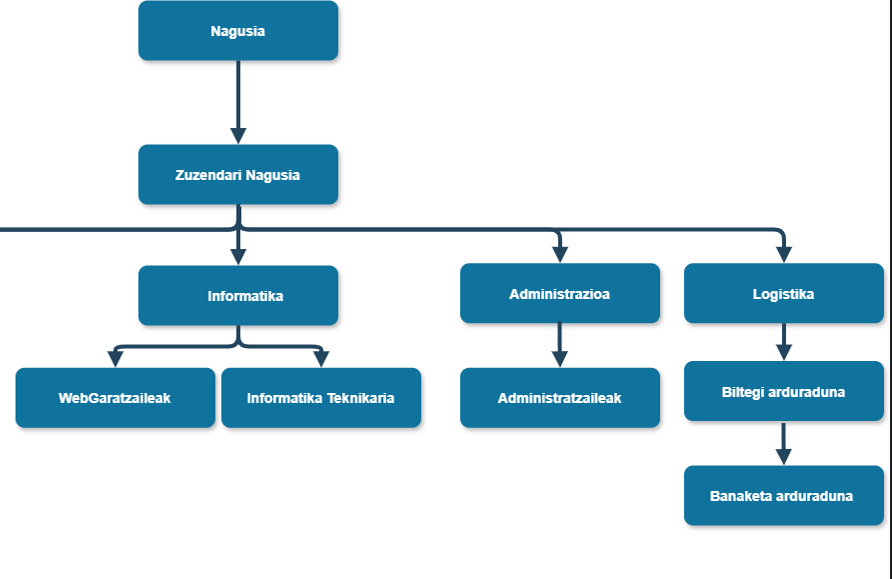 Nagusia
Zuzendari Nagusia
Informatika
Administrazioa
Logistika
WebGaratzaileak
Informatika Teknikaria
Administratzaileak
Biltegi arduraduna
Banaketa arduraduna